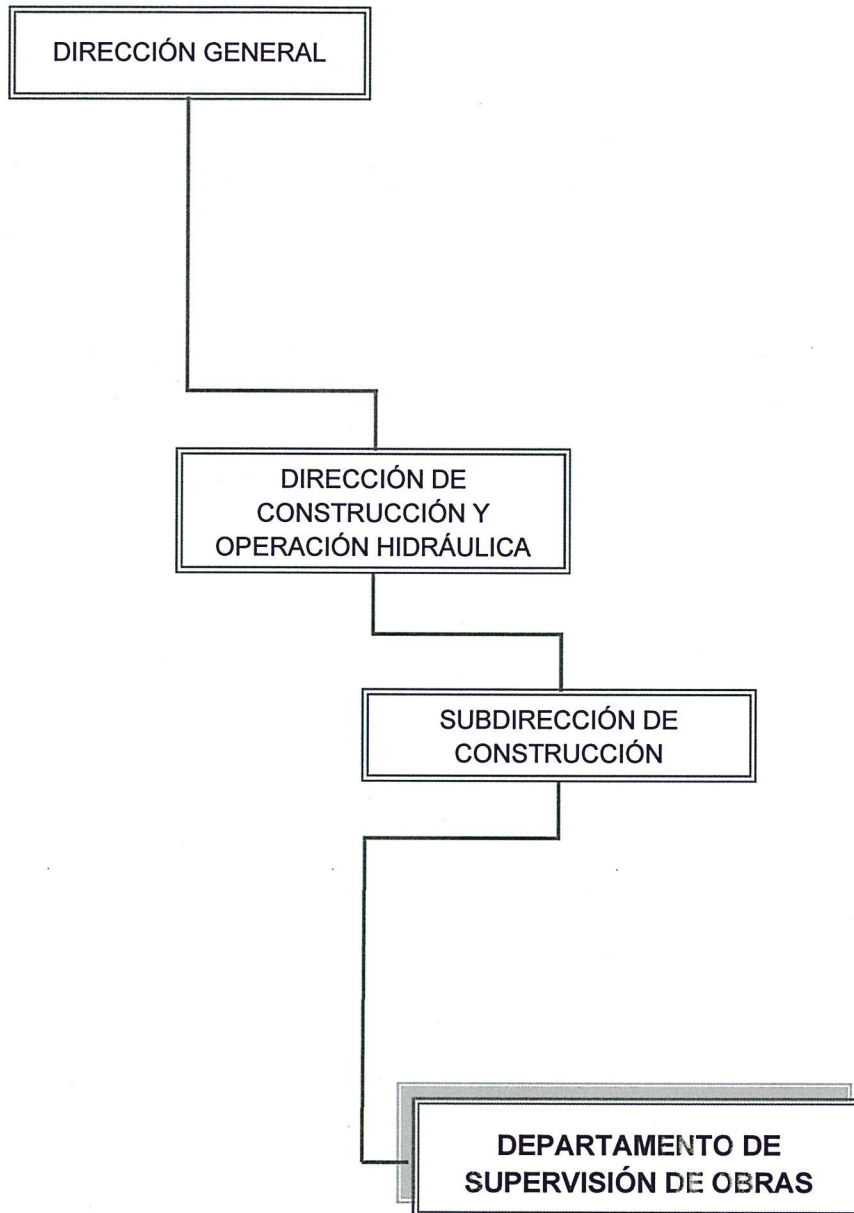 DIRECCIÓN GENERAL
DIRECCIÓN DE
CONSTRUCCIÓN Y
OPERACIÓN HIDRÁULICA
SUBDIRECCIÓN DE
CONSTRUCCIÓN
DEPARTAMENTO DE
SUPERVISIÓN DE OBRAS